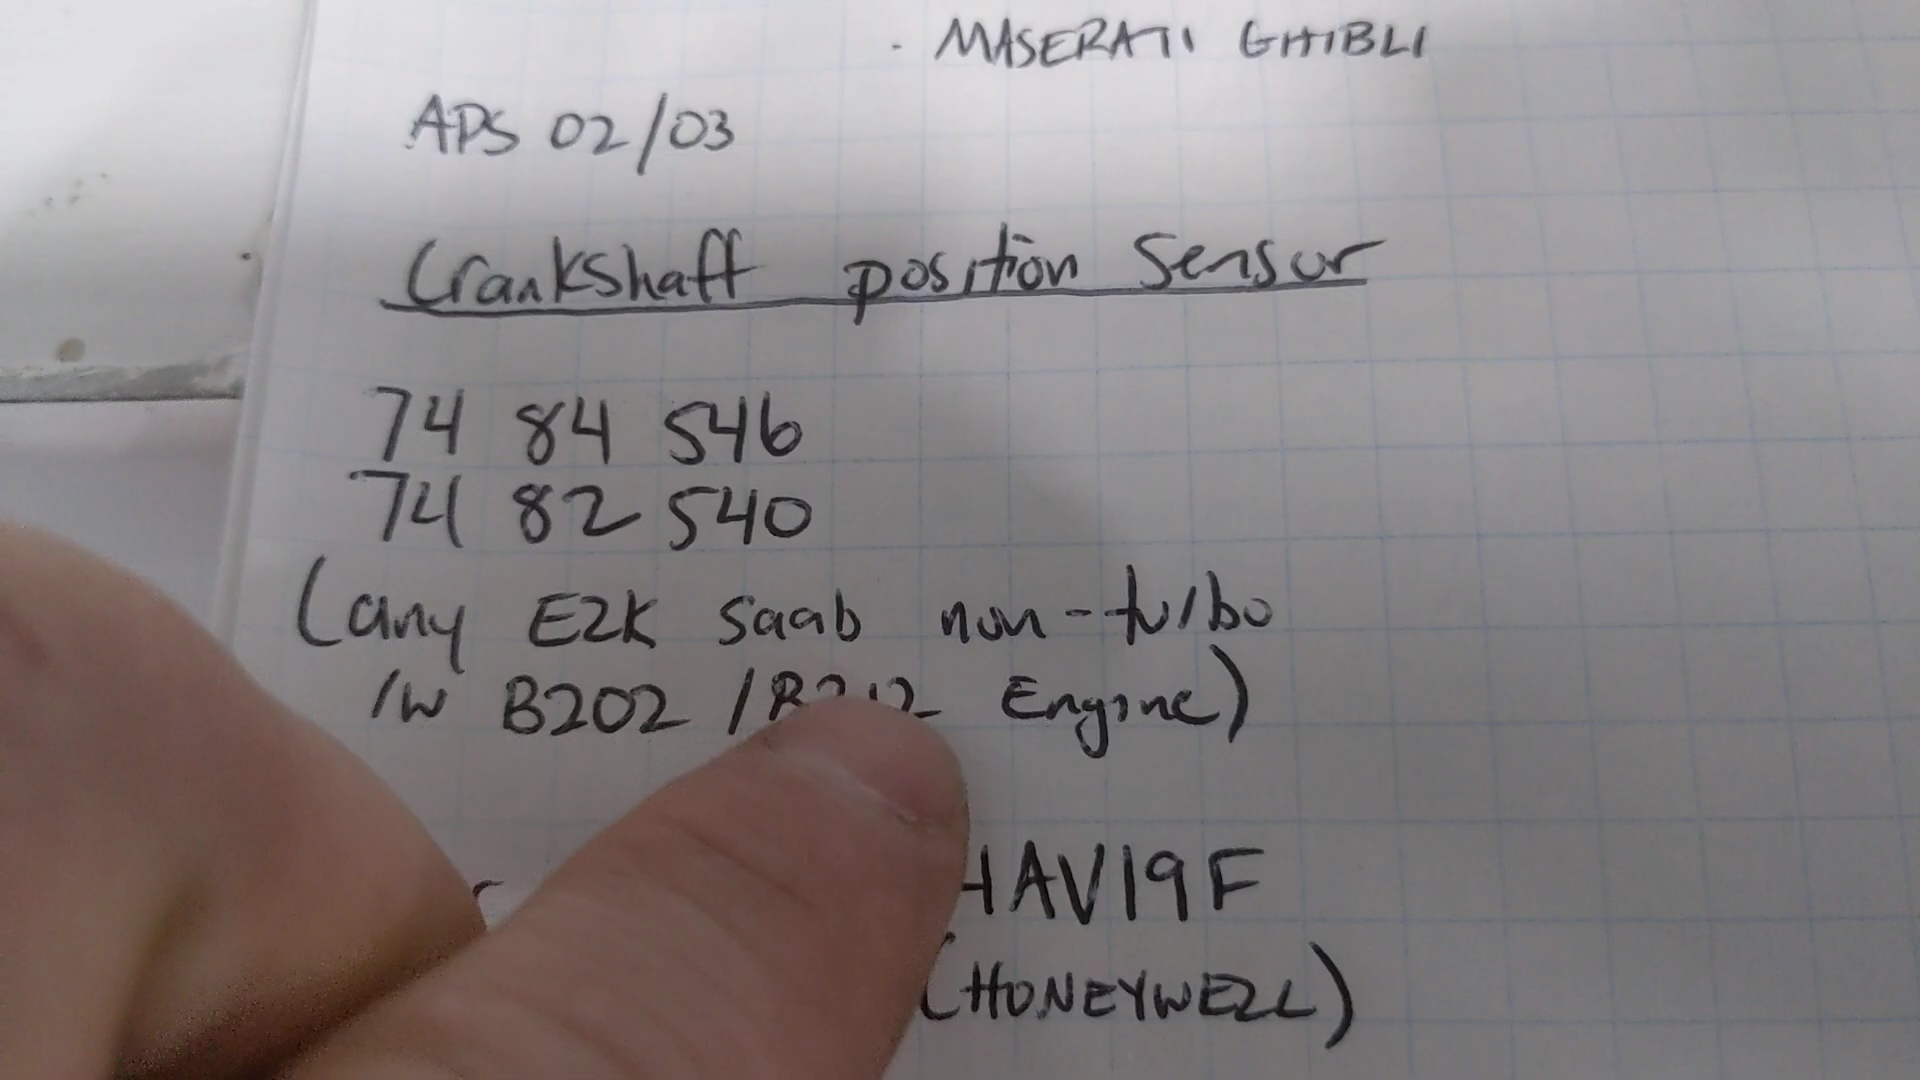 · MASERATI GHIBLI
APS 02/03
Crankshaft position sensor
74 84 546
74 82 540
(any EZK saab non-turbo
/w B202 / Engine)
HAV19F
(HONEYWELL)